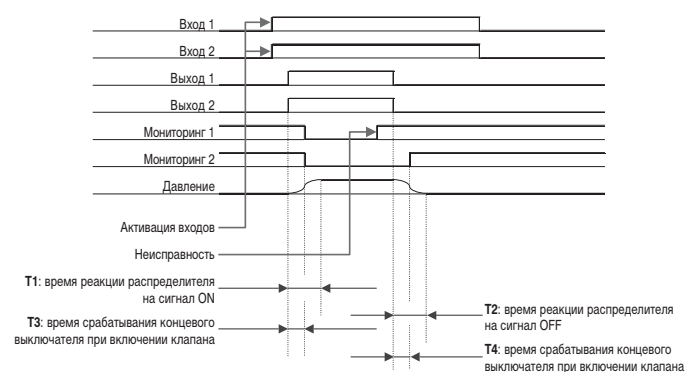 Вход 1
Вход 2
Выход 1
Выход 2
Мониторинг 1
Мониторинг 2
Давление
Активация входов
Неисправность
T1: время реакции распределителя
на сигнал ON
T3: время срабатывания концевого
выключателя при включении клапана
T2: время реакции распределителя
на сигнал OFF
T4: время срабатывания концевого
выключателя при включении клапана